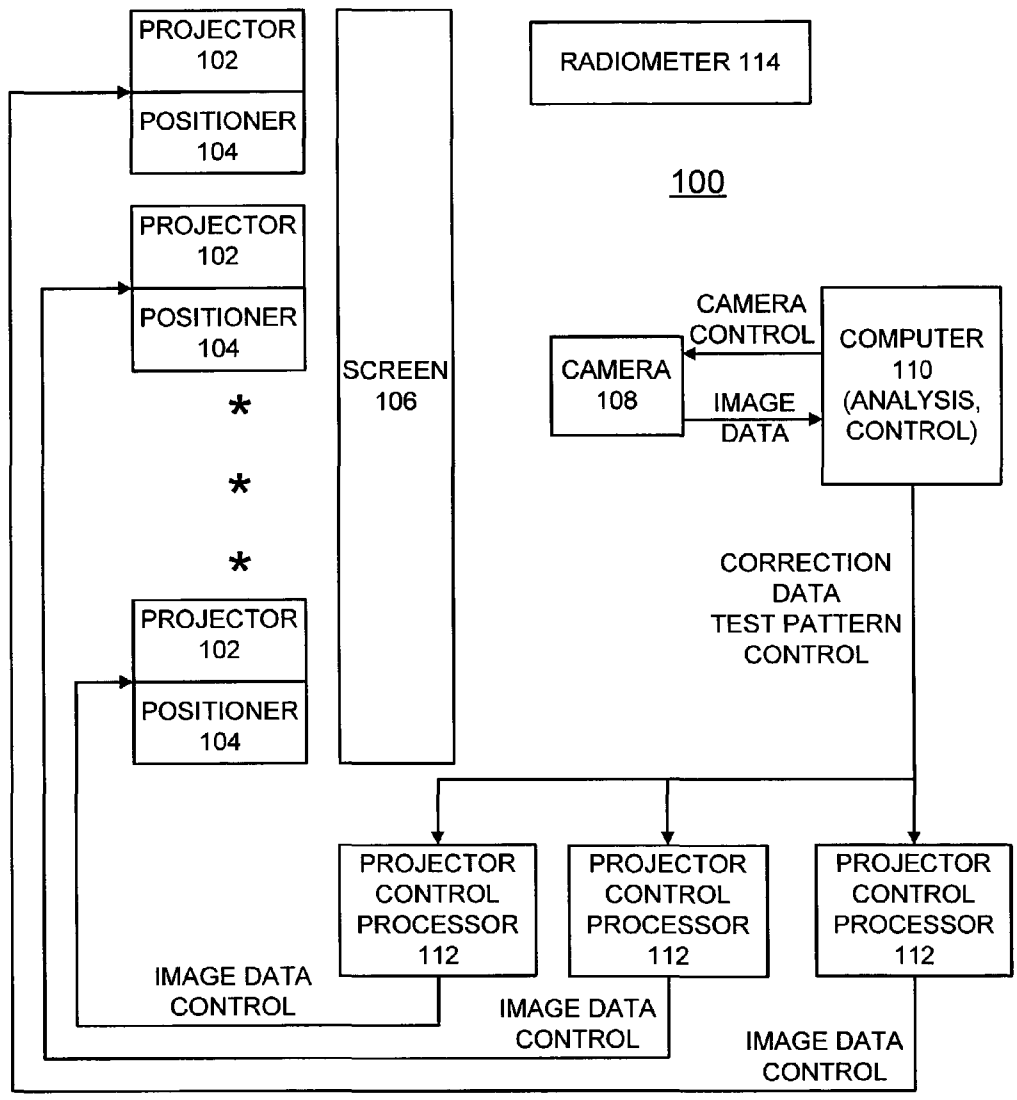 PROJECTOR
102
POSITIONER
104
RADIOMETER 114
100
PROJECTOR
102
POSITIONER
104
*
*
*
SCREEN
106
CAMERA
CONTROL
CAMERA
108
IMAGE
DATA
COMPUTER
110
(ANALYSIS,
CONTROL)
CORRECTION
DATA
TEST PATTERN
CONTROL
PROJECTOR
102
POSITIONER
104
PROJECTOR
CONTROL
PROCESSOR
112
PROJECTOR
CONTROL
PROCESSOR
112
PROJECTOR
CONTROL
PROCESSOR
112
IMAGE DATA
CONTROL
IMAGE DATA
CONTROL
IMAGE DATA
CONTROL